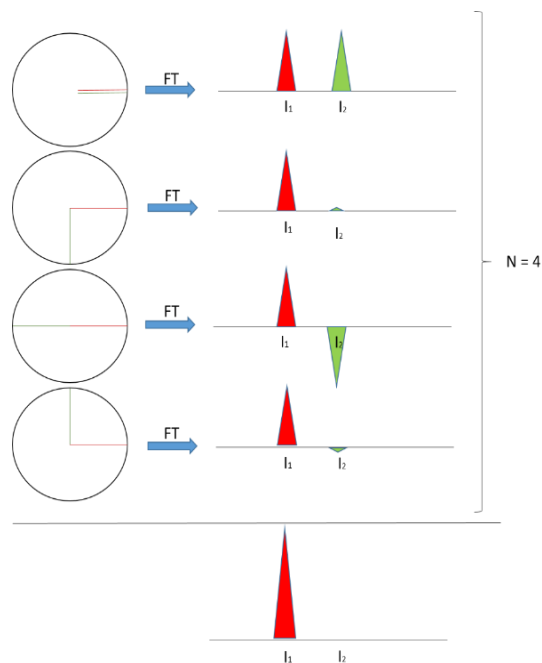 FT
I₁ I₂
FT
I₁ I₂
N = 4
FT
I₁ I₂
FT
I₁ I₂
I₁ I₂